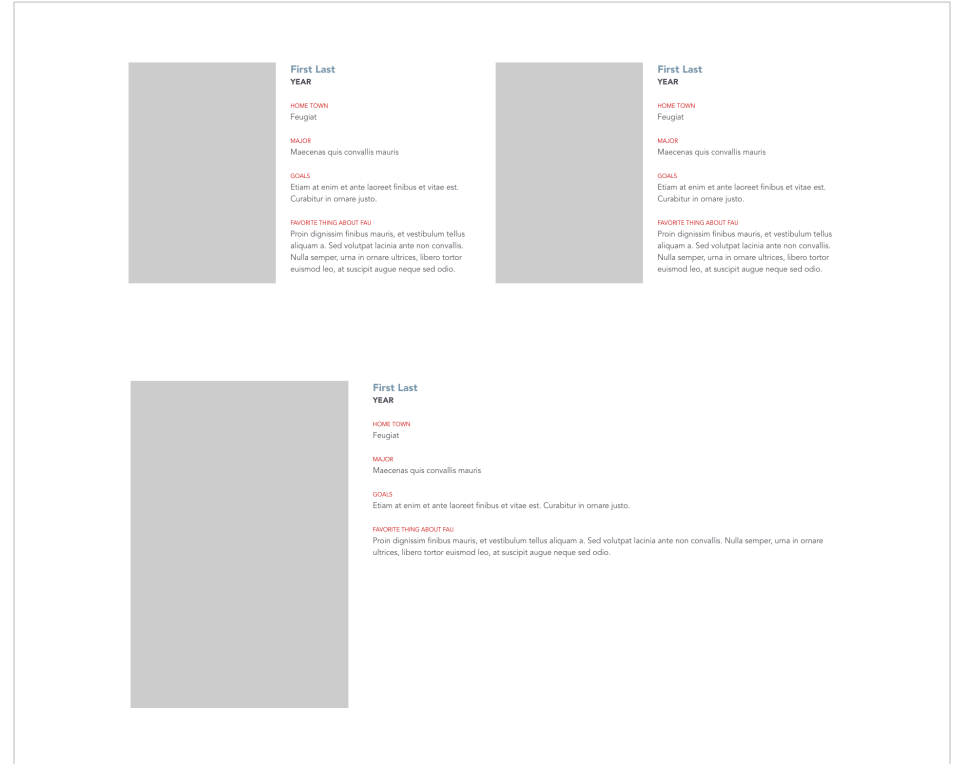 First Last
YEAR
HOME TOWN
Feugiat
MAJOR
Maecenas quis convallis mauris
GOALS
Etiam at enim et ante laoreet finibus et vitae est.
Curabitur in ornare justo.
FAVORITE THING ABOUT FAU
Proin dignissim finibus mauris, et vestibulum tellus
aliquam a. Sed volutpat lacinia ante non convallis.
Nulla semper, urna in ornare ultrices, libero tortor
euismod leo, at suscipit augue neque sed odio.
First Last
YEAR
HOME TOWN
Feugiat
MAJOR
Maecenas quis convallis mauris
GOALS
Etiam at enim et ante laoreet finibus et vitae est.
Curabitur in ornare justo.
FAVORITE THING ABOUT FAU
Proin dignissim finibus mauris, et vestibulum tellus
aliquam a. Sed volutpat lacinia ante non convallis.
Nulla semper, urna in ornare ultrices, libero tortor
euismod leo, at suscipit augue neque sed odio.
First Last
YEAR
HOME TOWN
Feugiat
MAJOR
Maecenas quis convallis mauris
GOALS
Etiam at enim et ante laoreet finibus et vitae est. Curabitur in ornare justo.
FAVORITE THING ABOUT FAU
Proin dignissim finibus mauris, et vestibulum tellus aliquam a. Sed volutpat lacinia ante non convallis. Nulla semper, urna in ornare
ultrices, libero tortor euismod leo, at suscipit augue neque sed odio.